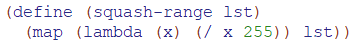 (define (squash-range lst)
  (map (lambda (x) (/ x 255)) lst))